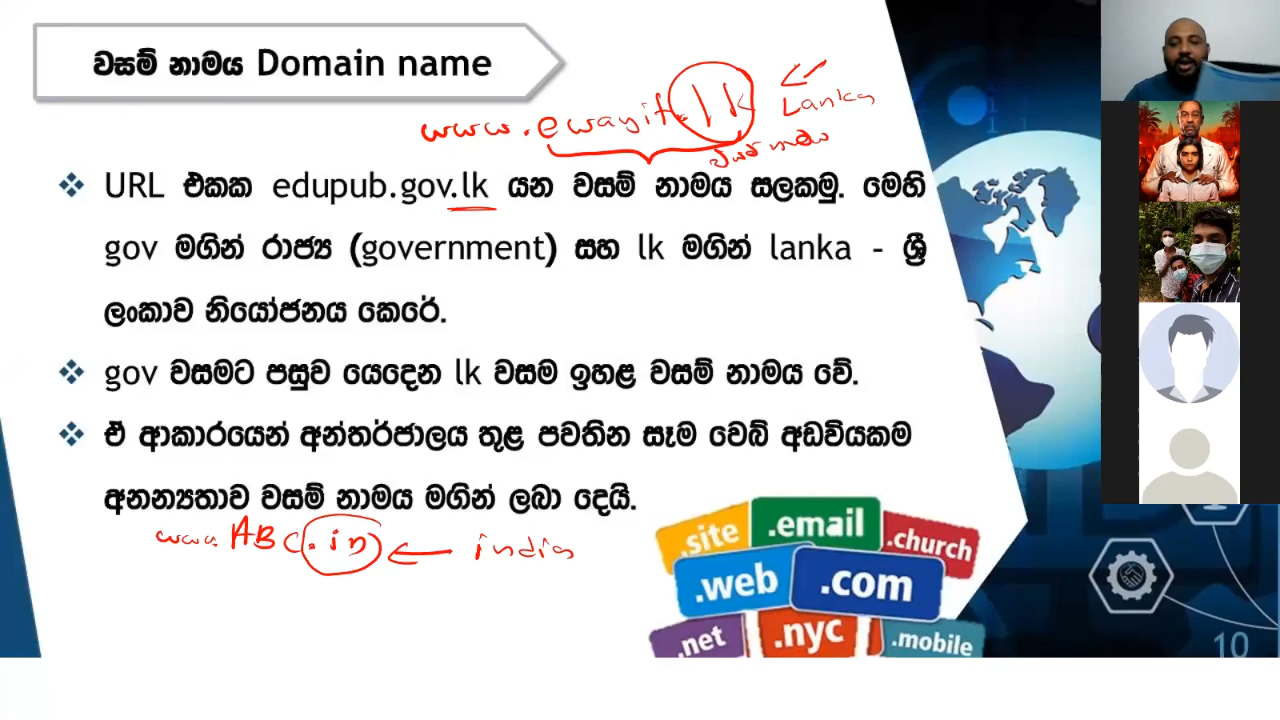 වසම් නාමය Domain name
www.ewayit.lk
Lanka
වසම් නාමය
URL එකක edupub.gov.lk යන වසම් නාමය සලකමු. මෙහි
gov මගින් රාජ්‍ය (government) සහ lk මගින් lanka - ශ්‍රී
ලංකාව නියෝජනය කෙරේ.
gov වසමට පසුව යෙදෙන lk වසම ඉහළ වසම් නාමය වේ.
ඒ ආකාරයෙන් අන්තර්ජාලය තුළ පවතින සෑම වෙබ් අඩවියකම
අනන්‍යතාව වසම් නාමය මගින් ලබා දෙයි.
www.ABC.in
india
.site .email .church
.web .com
.net .nyc .mobile
10